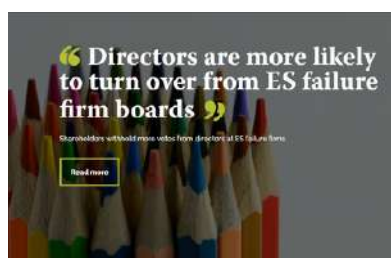 “ Directors are more likely
to turn over from ES failure
firm boards ”
Shareholders withhold more votes from directors at ES failure firms
Read more